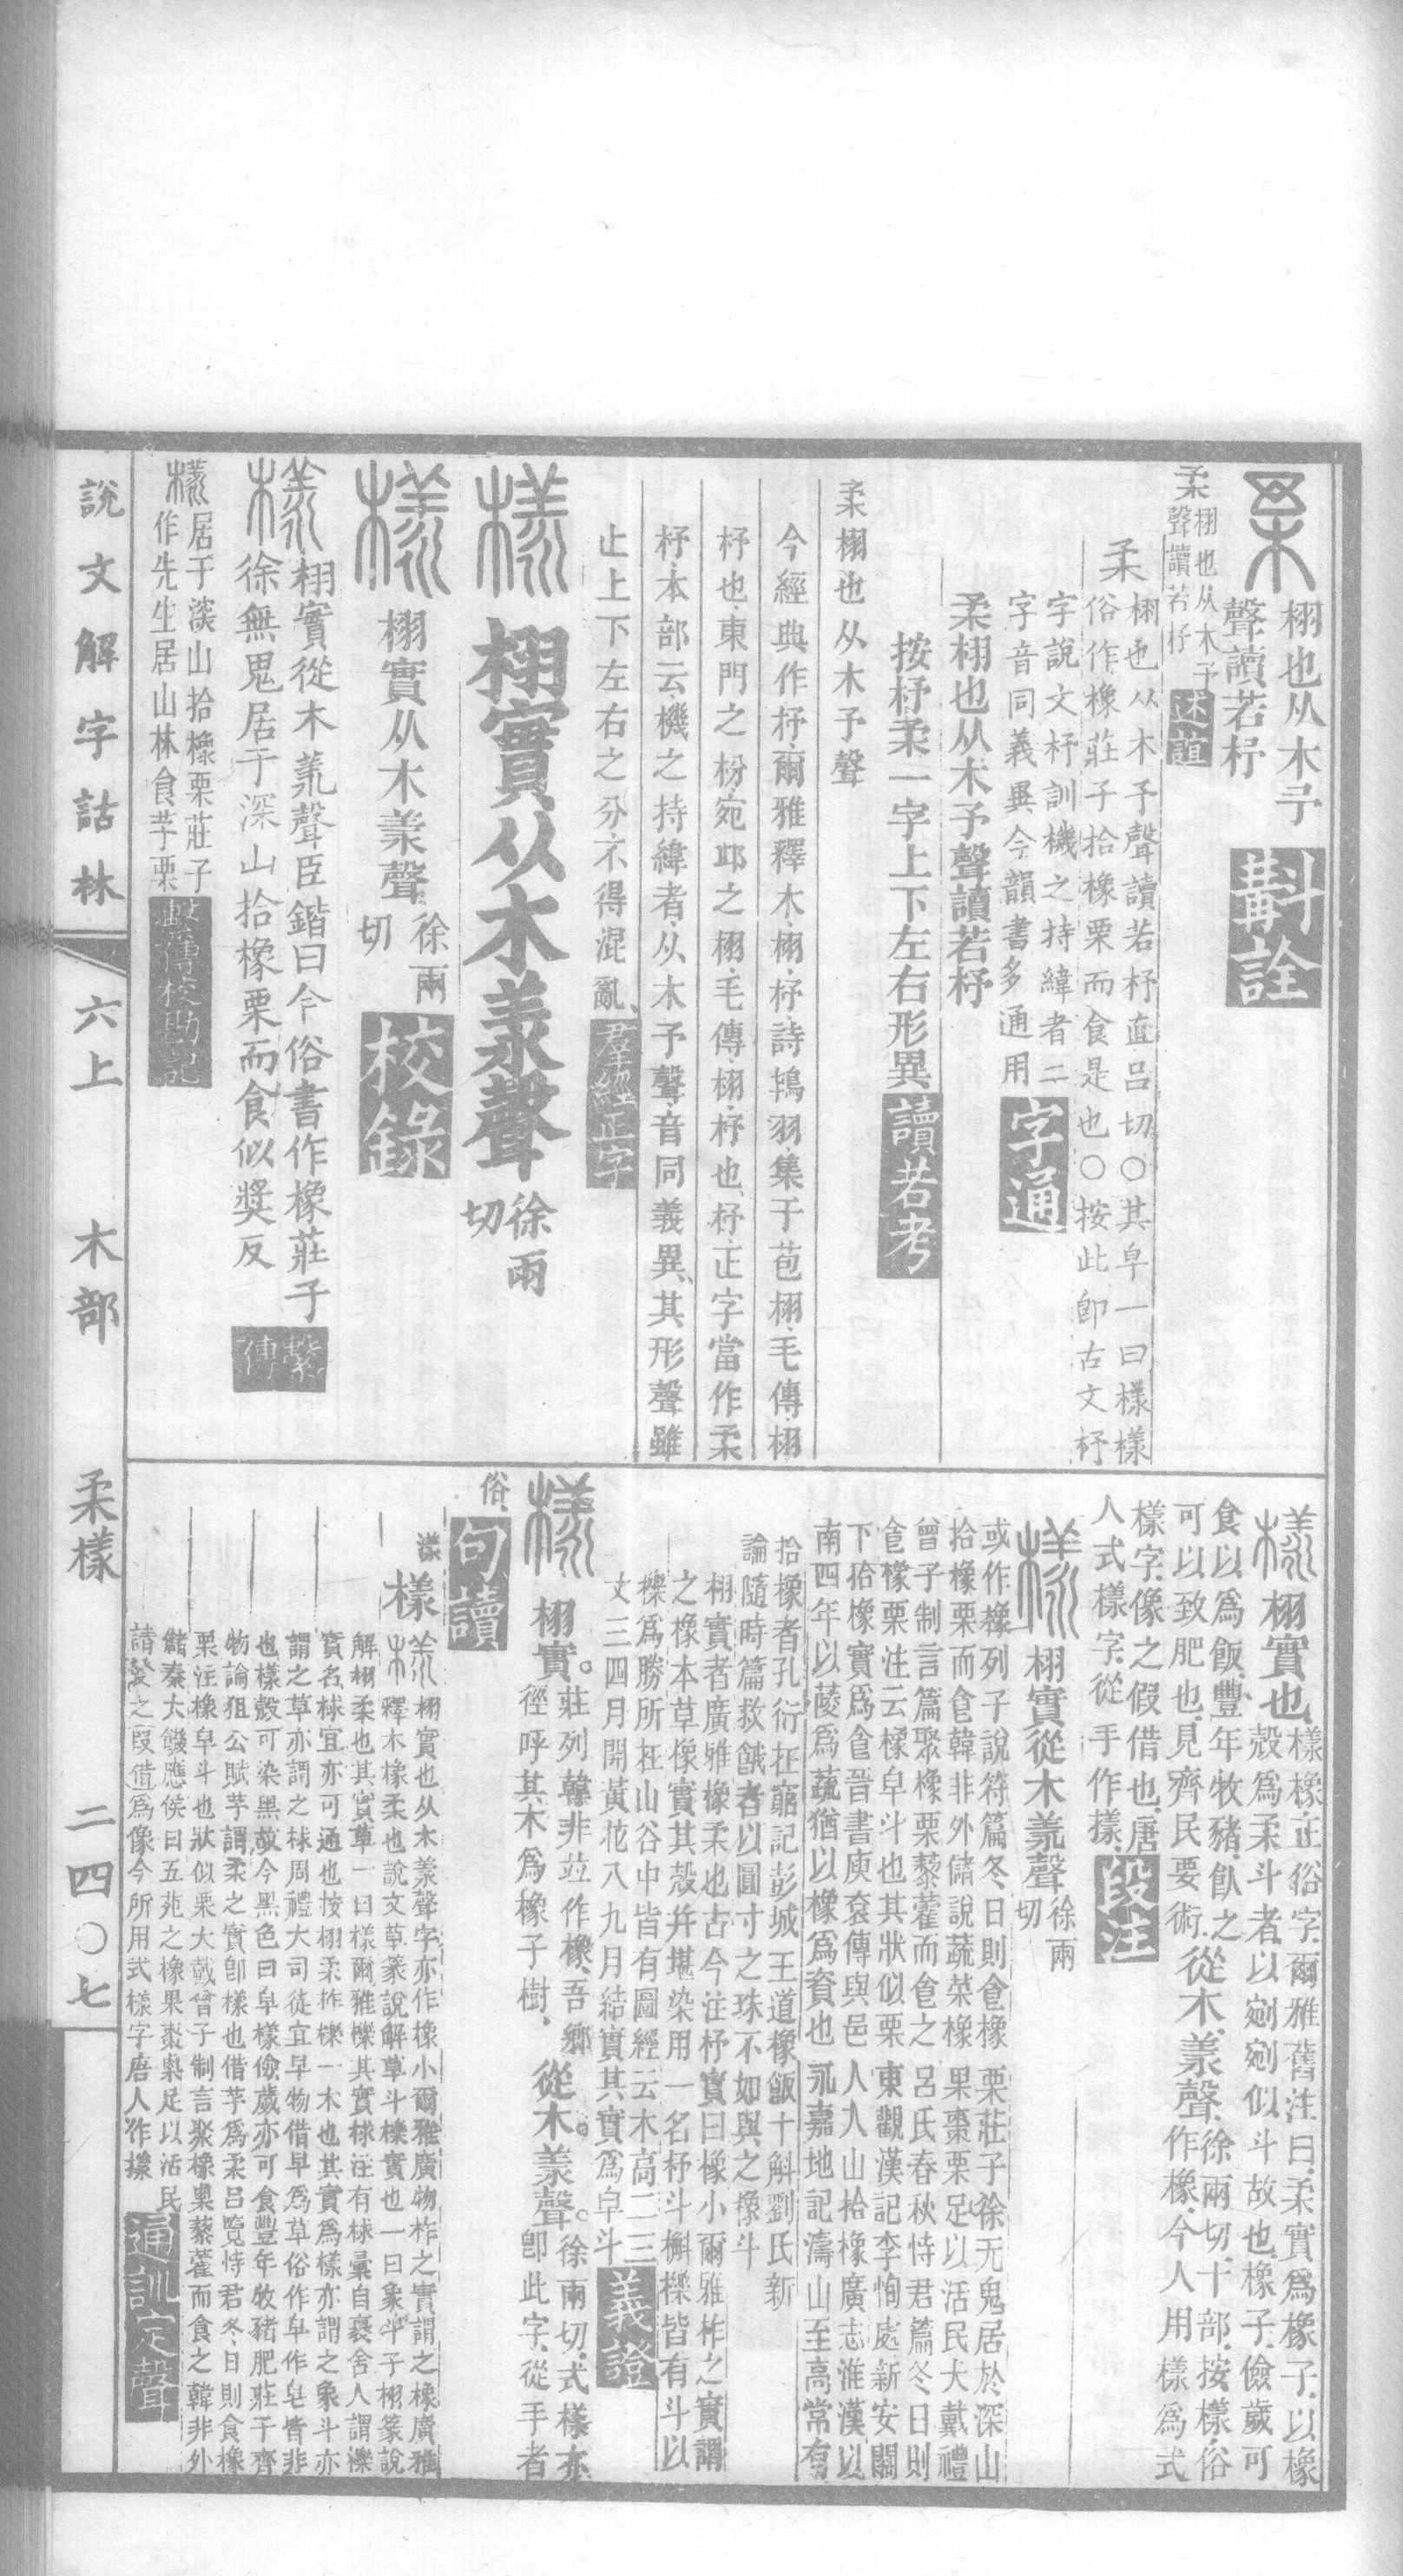 柔
栩也从木予
聲讀若杼
斠詮
柔
栩也从木予
聲讀若杼
述誼
柔
栩也从木予聲讀若杼直呂切○其皁一曰樣樣
俗作橡莊子拾橡栗而食是也○按此卽古文杼
字說文杼訓機之持緯者二
字音同義異今韻書多通用
字通
柔栩也从木予聲讀若杼
按杼柔一字上下左右形異
讀若考
柔栩也从木予聲
今經典作杼爾雅釋木栩杼詩鴇羽集于苞栩毛傳栩
杼也東門之枌宛邱之栩毛傳栩杼也杼正字當作柔
杼本部云機之持緯者从木予聲音同義異其形聲雖
止上下左右之分不得混亂
羣經正字
樣
栩實从木羕聲
徐兩
切
樣
栩實从木羕聲
徐兩
切
校錄
樣
栩實從木羕聲臣鍇曰今俗書作橡莊子
徐無鬼居于深山拾橡栗而食似獎反
繫傳
樣
居于深山拾橡栗莊子
作先生居山林食芧栗
繫傳校勘記
樣
栩實也
樣橡正俗字爾雅舊注曰柔實爲橡子以橡
殼爲柔斗者以剜剜似斗故也橡子儉歲可
食以爲飯豐年牧豬飤之
可以致肥也見齊民要術
從木羕聲
徐兩切十部按樣俗
作橡今人用樣爲式
樣字像之假借也唐
人式樣字從手作㨾
段注
樣
栩實從木羕聲
徐兩
切
或作橡列子說符篇冬日則食橡栗莊子徐无鬼居於深山
拾橡栗而食韓非外儲說蔬菜橡果棗栗足以活民大戴禮
曾子制言篇聚橡栗藜藿而食之呂氏春秋恃君篇冬日則
食橡栗注云橡皁斗也其狀似栗東觀漢記李恂處新安關
下拾橡實爲食晉書庾袞傳與邑人入山拾橡廣志淮漢以
南四年以蔆爲蔬猶以橡爲資也永嘉地記濤山至高常有
拾橡者孔衍在窮記彭城王道橡飯十斛劉氏新
論隨時篇救餓者以圓寸之珠不如與之橡斗
栩實者廣雅橡柔也古今注杼實曰橡小爾雅柞之實謂
之橡本草橡實其殼幷堪染用一名杼斗槲櫟皆有斗以
櫟爲勝所在山谷中皆有圖經云木高二三
丈三四月開黃花八九月結實其實爲皁斗
義證
樣
栩實。
莊列韓非竝作橡吾鄉
徑呼其木爲橡子樹
從木。羕聲。
徐兩切式樣亦
卽此字從手者
俗
句讀
樣
栩實也从木羕聲字亦作橡小爾雅廣物柞之實謂之橡廣雅
釋木橡柔也說文草篆說解草斗櫟實也一曰象斗子栩篆說
解栩柔也其實草一曰樣爾雅櫟其實梂注有梂彙自裹舍人謂櫟
實名梂宜亦可通也按栩柔柞櫟一木也其實爲樣亦謂之象斗亦
謂之草亦謂之梂周禮大司徒宜早物借早爲草俗作皁作皂皆非
也樣殼可染黑故今黑色曰皁樣儉歲亦可食豐年牧豬肥莊子齊
物論狙公賦芧謂柔之實卽樣也借芧爲柔呂覽恃君冬日則食橡
栗注橡皁斗也狀似栗大戴曾子制言聚橡栗藜藿而食之韓非外
儲秦大饑應侯曰五苑之橡果棗栗足以活民
請發之叚借爲像今所用式樣字唐人作㨾
通訓定聲
說文解字詁林
六上
木部
柔樣
二四〇七